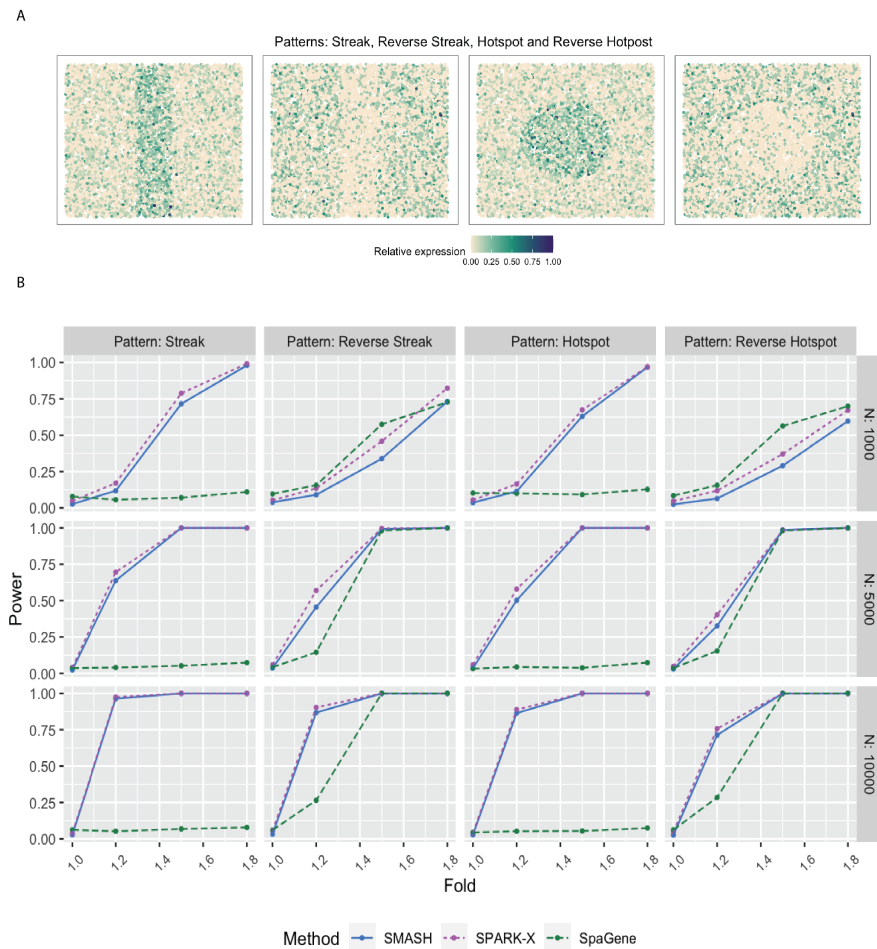 A
Patterns: Streak, Reverse Streak, Hotspot and Reverse Hotpost
Relative expression
0.00 0.25 0.50 0.75 1.00
B
Pattern: Streak
Pattern: Reverse Streak
Pattern: Hotspot
Pattern: Reverse Hotspot
1.00
0.75
0.50
0.25
0.00
N: 1000
1.00
0.75
0.50
0.25
0.00
N: 5000
1.00
0.75
0.50
0.25
0.00
N: 10000
Power
1.0 1.2 1.4 1.6 1.8
1.0 1.2 1.4 1.6 1.8
1.0 1.2 1.4 1.6 1.8
1.0 1.2 1.4 1.6 1.8
Fold
Method SMASH SPARK-X SpaGene